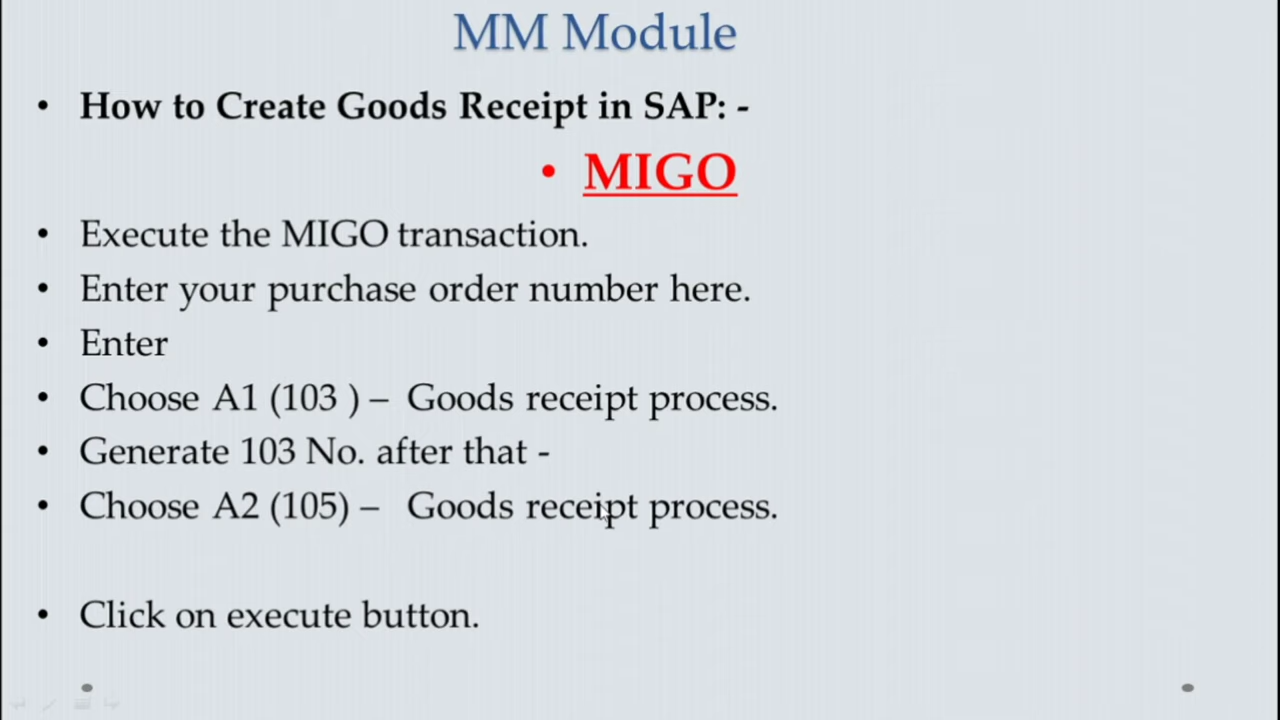 MM Module
• How to Create Goods Receipt in SAP: -
• MIGO
• Execute the MIGO transaction.
• Enter your purchase order number here.
• Enter
• Choose A1 (103 ) – Goods receipt process.
• Generate 103 No. after that -
• Choose A2 (105) – Goods receipt process.
• Click on execute button.